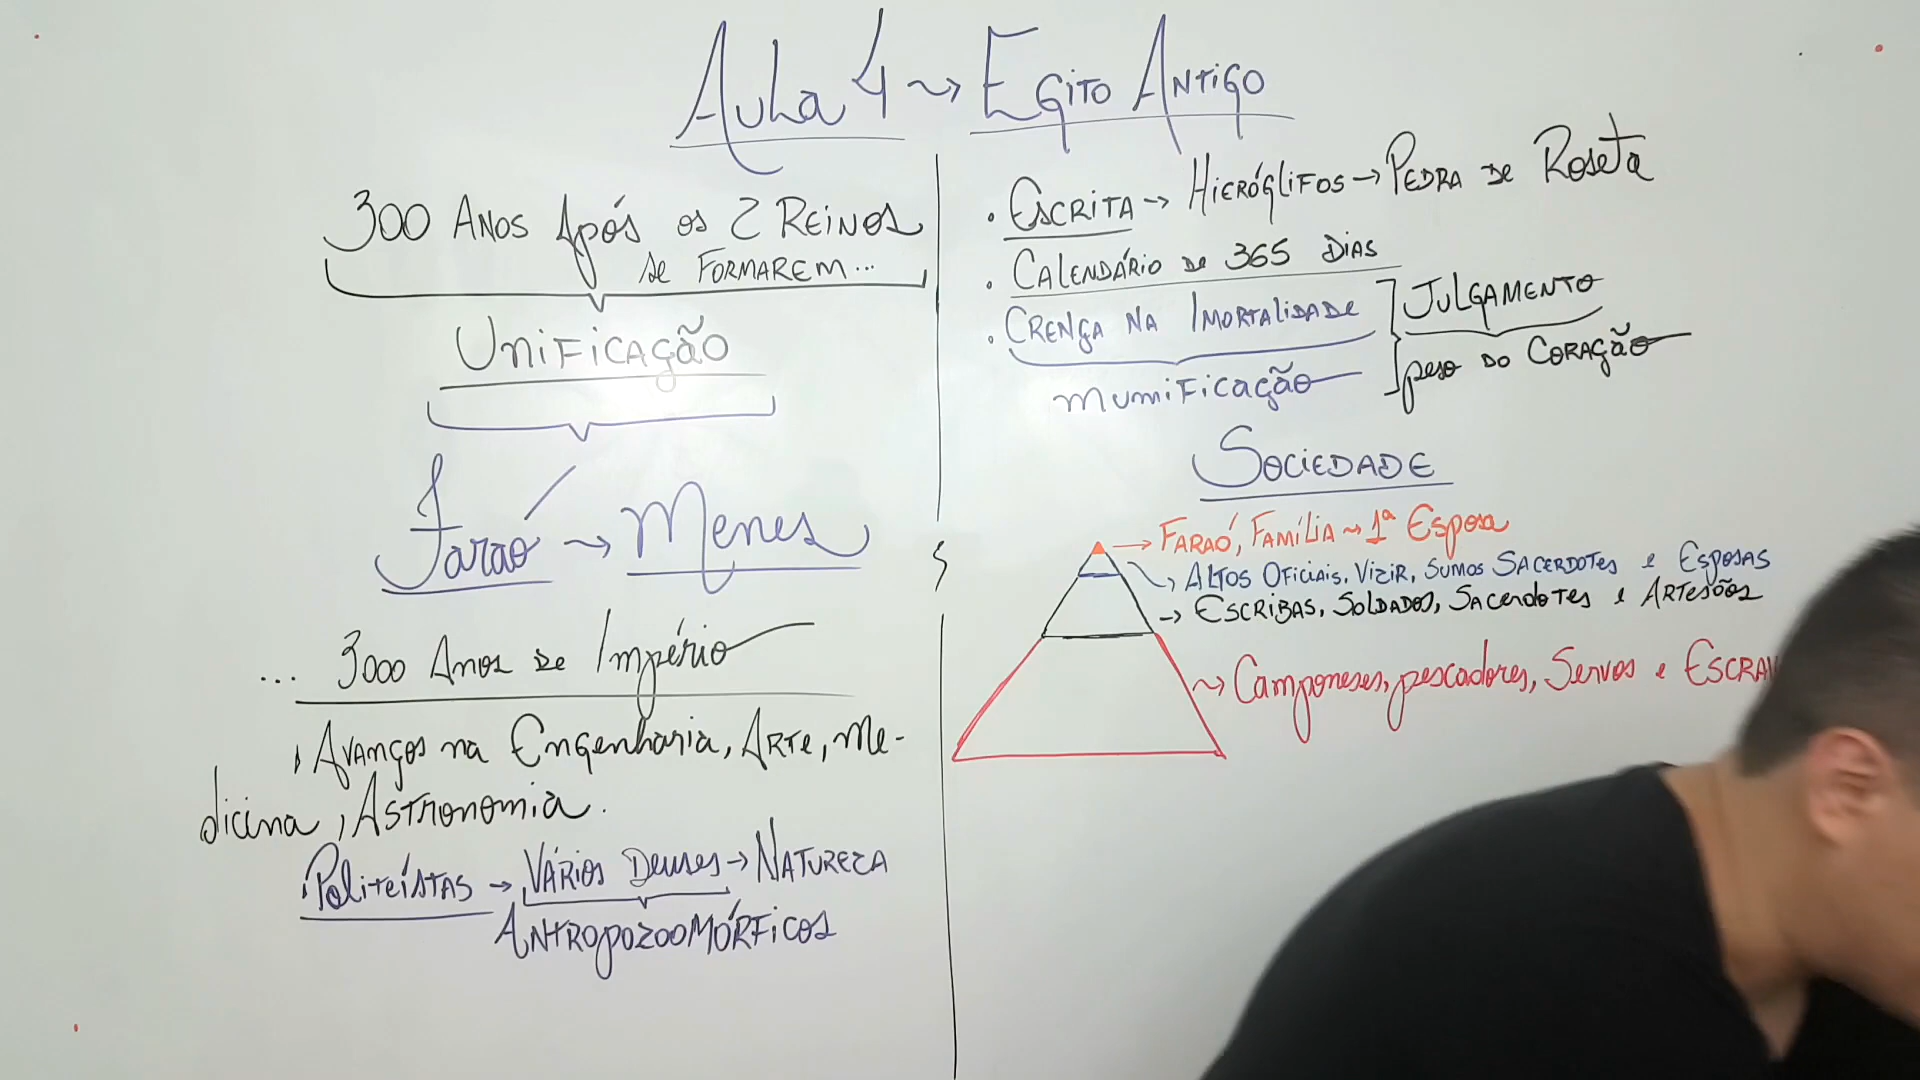 Aula 4 ~> Egito Antigo
300 Anos Após os 2 Reinos
se Formarem...
Unificação
Faraó -> Menes
... 3000 Anos de Império
Avanços na Engenharia, Arte, Me-
dicina, Astronomia.
Politeístas -> Vários Deuses -> Natureza
Antropozoomórficos
. Escrita -> Hieróglifos -> Pedra de Roseta
. Calendário de 365 Dias
. Crença na Imortalidade
Mumificação
Julgamento
peso do Coração
Sociedade
-> Faraó, Família ~ 1ª Esposa
-> Altos Oficiais, Vizir, Sumos Sacerdotes e Esposas
-> Escribas, Soldados, Sacerdotes e Artesões
~> Camponeses, pescadores, Servos e